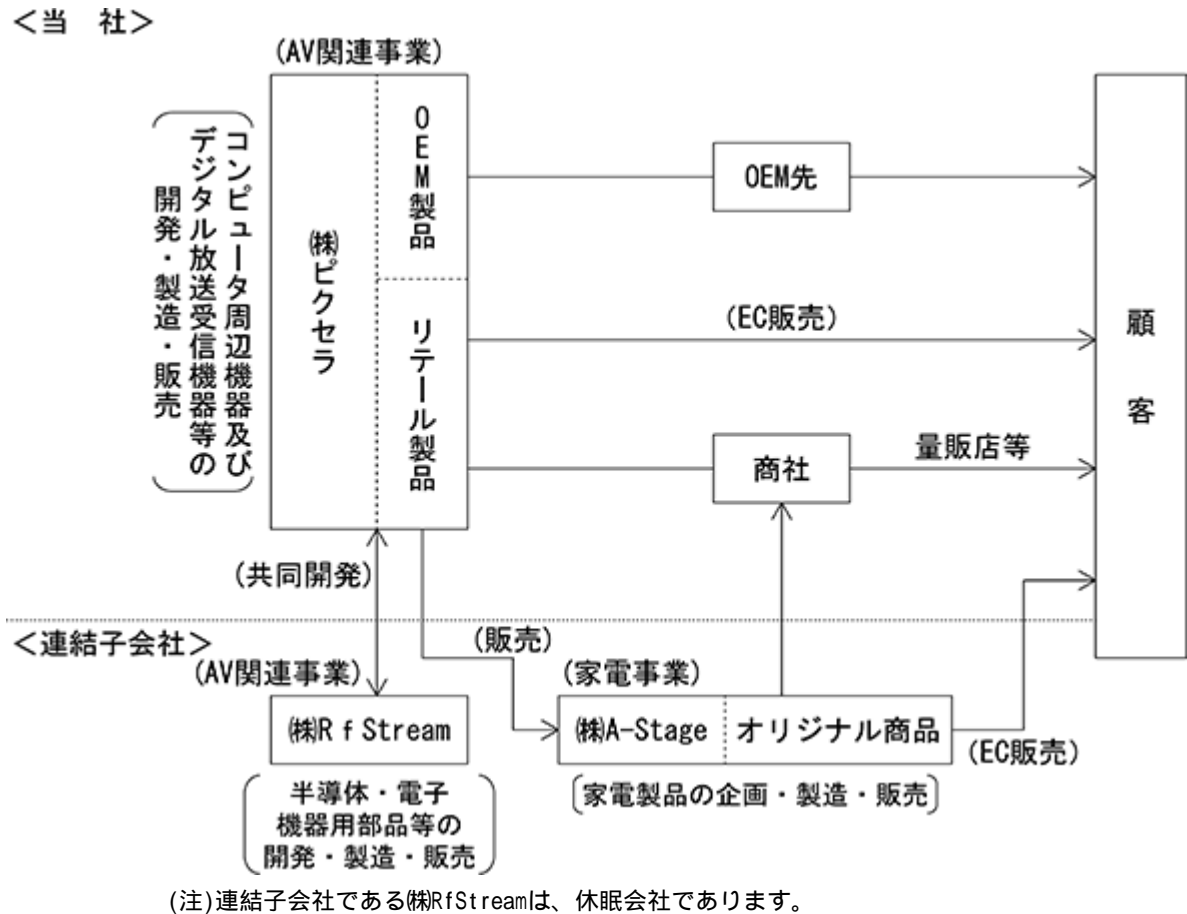 ＜当　社＞
(AV関連事業)
コンピュータ周辺機器及び
デジタル放送受信機器等の
開発・製造・販売
㈱ピクセラ
OEM製品
リテール製品
OEM先
(EC販売)
商社
量販店等
顧　客
(共同開発)
＜連結子会社＞
(販売)
(AV関連事業)
㈱RｆStream
半導体・電子
機器用部品等の
開発・製造・販売
(家電事業)
㈱A-Stage
オリジナル商品
(EC販売)
家電製品の企画・製造・販売
(注)連結子会社である㈱RfStreamは、休眠会社であります。